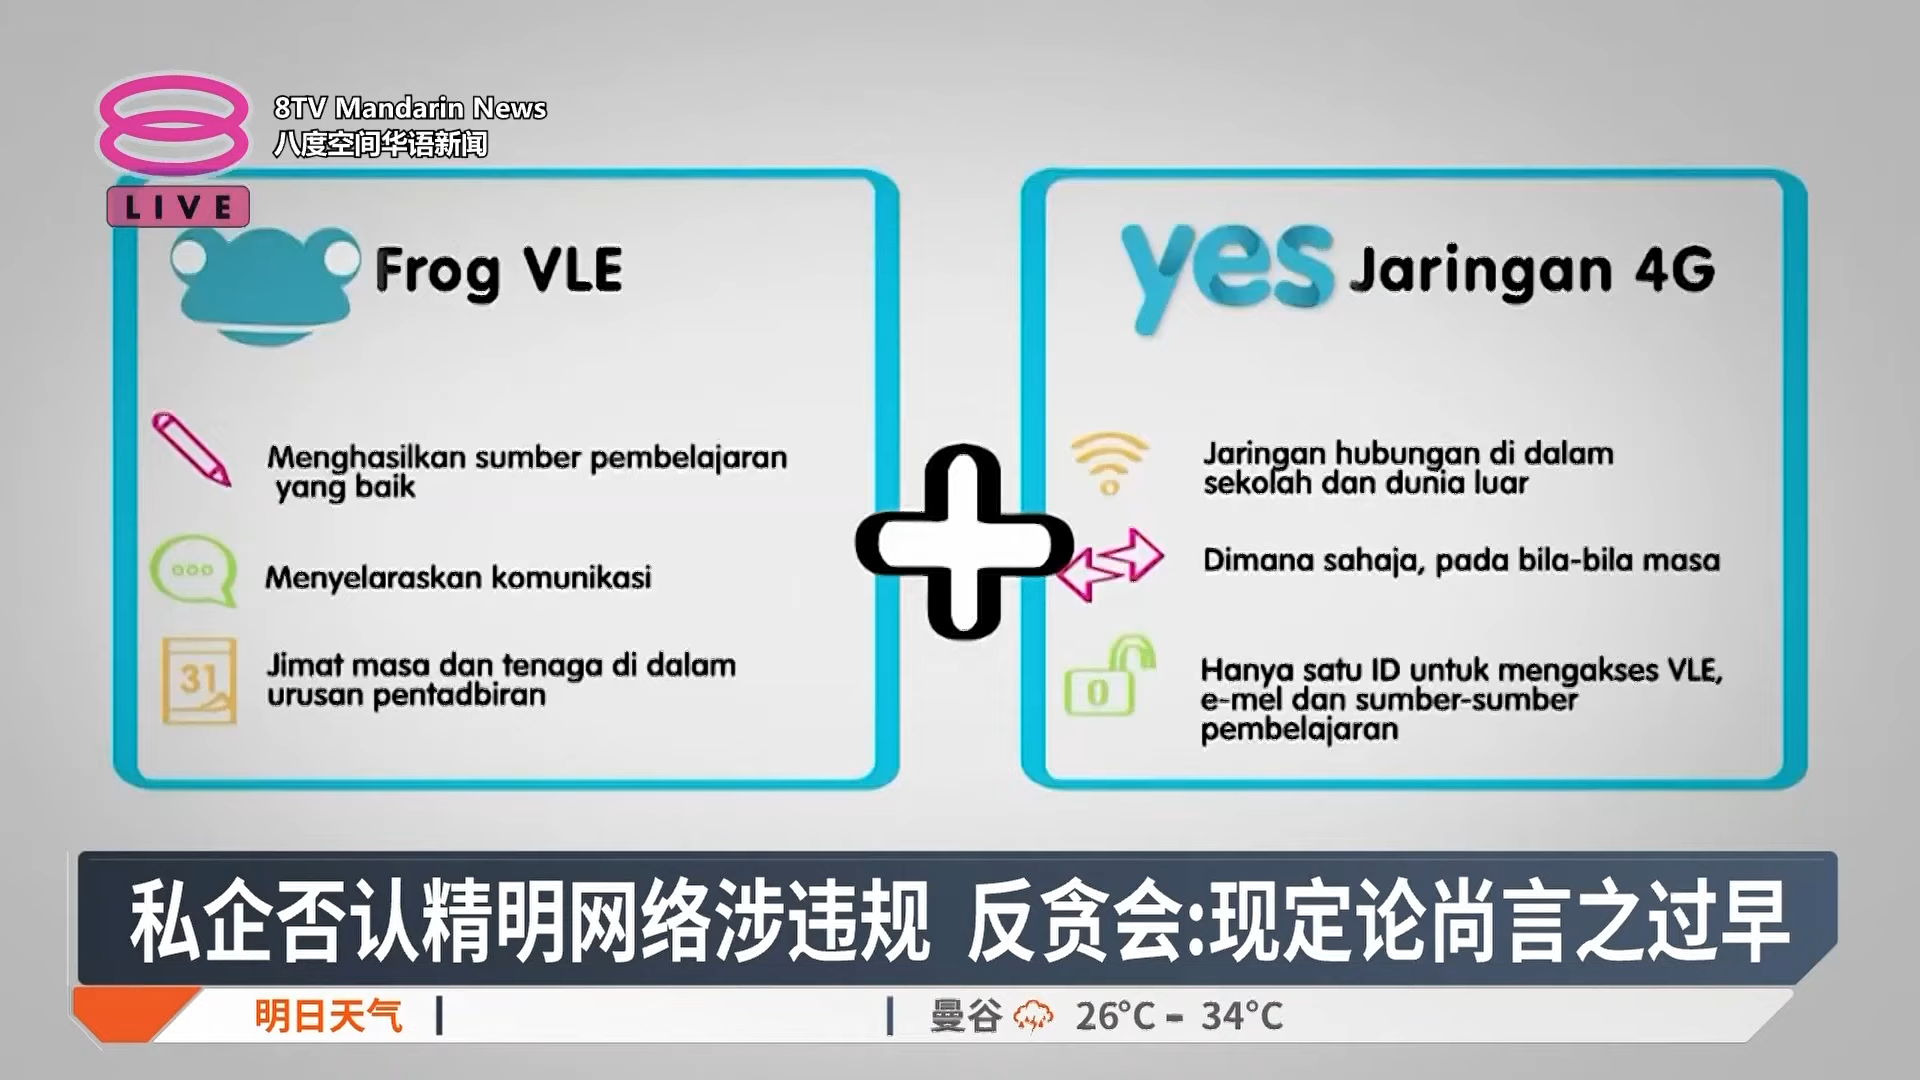 8TV Mandarin News
八度空间华语新闻
LIVE
Frog VLE
Menghasilkan sumber pembelajaran
yang baik
Menyelaraskan komunikasi
31
Jimat masa dan tenaga di dalam
urusan pentadbiran
yes Jaringan 4G
Jaringan hubungan di dalam
sekolah dan dunia luar
Dimana sahaja, pada bila-bila masa
Hanya satu ID untuk mengakses VLE,
e-mel dan sumber-sumber
pembelajaran
私企否认精明网络涉违规 反贪会:现定论尚言之过早
明日天气 | | 曼谷 26°C - 34°C